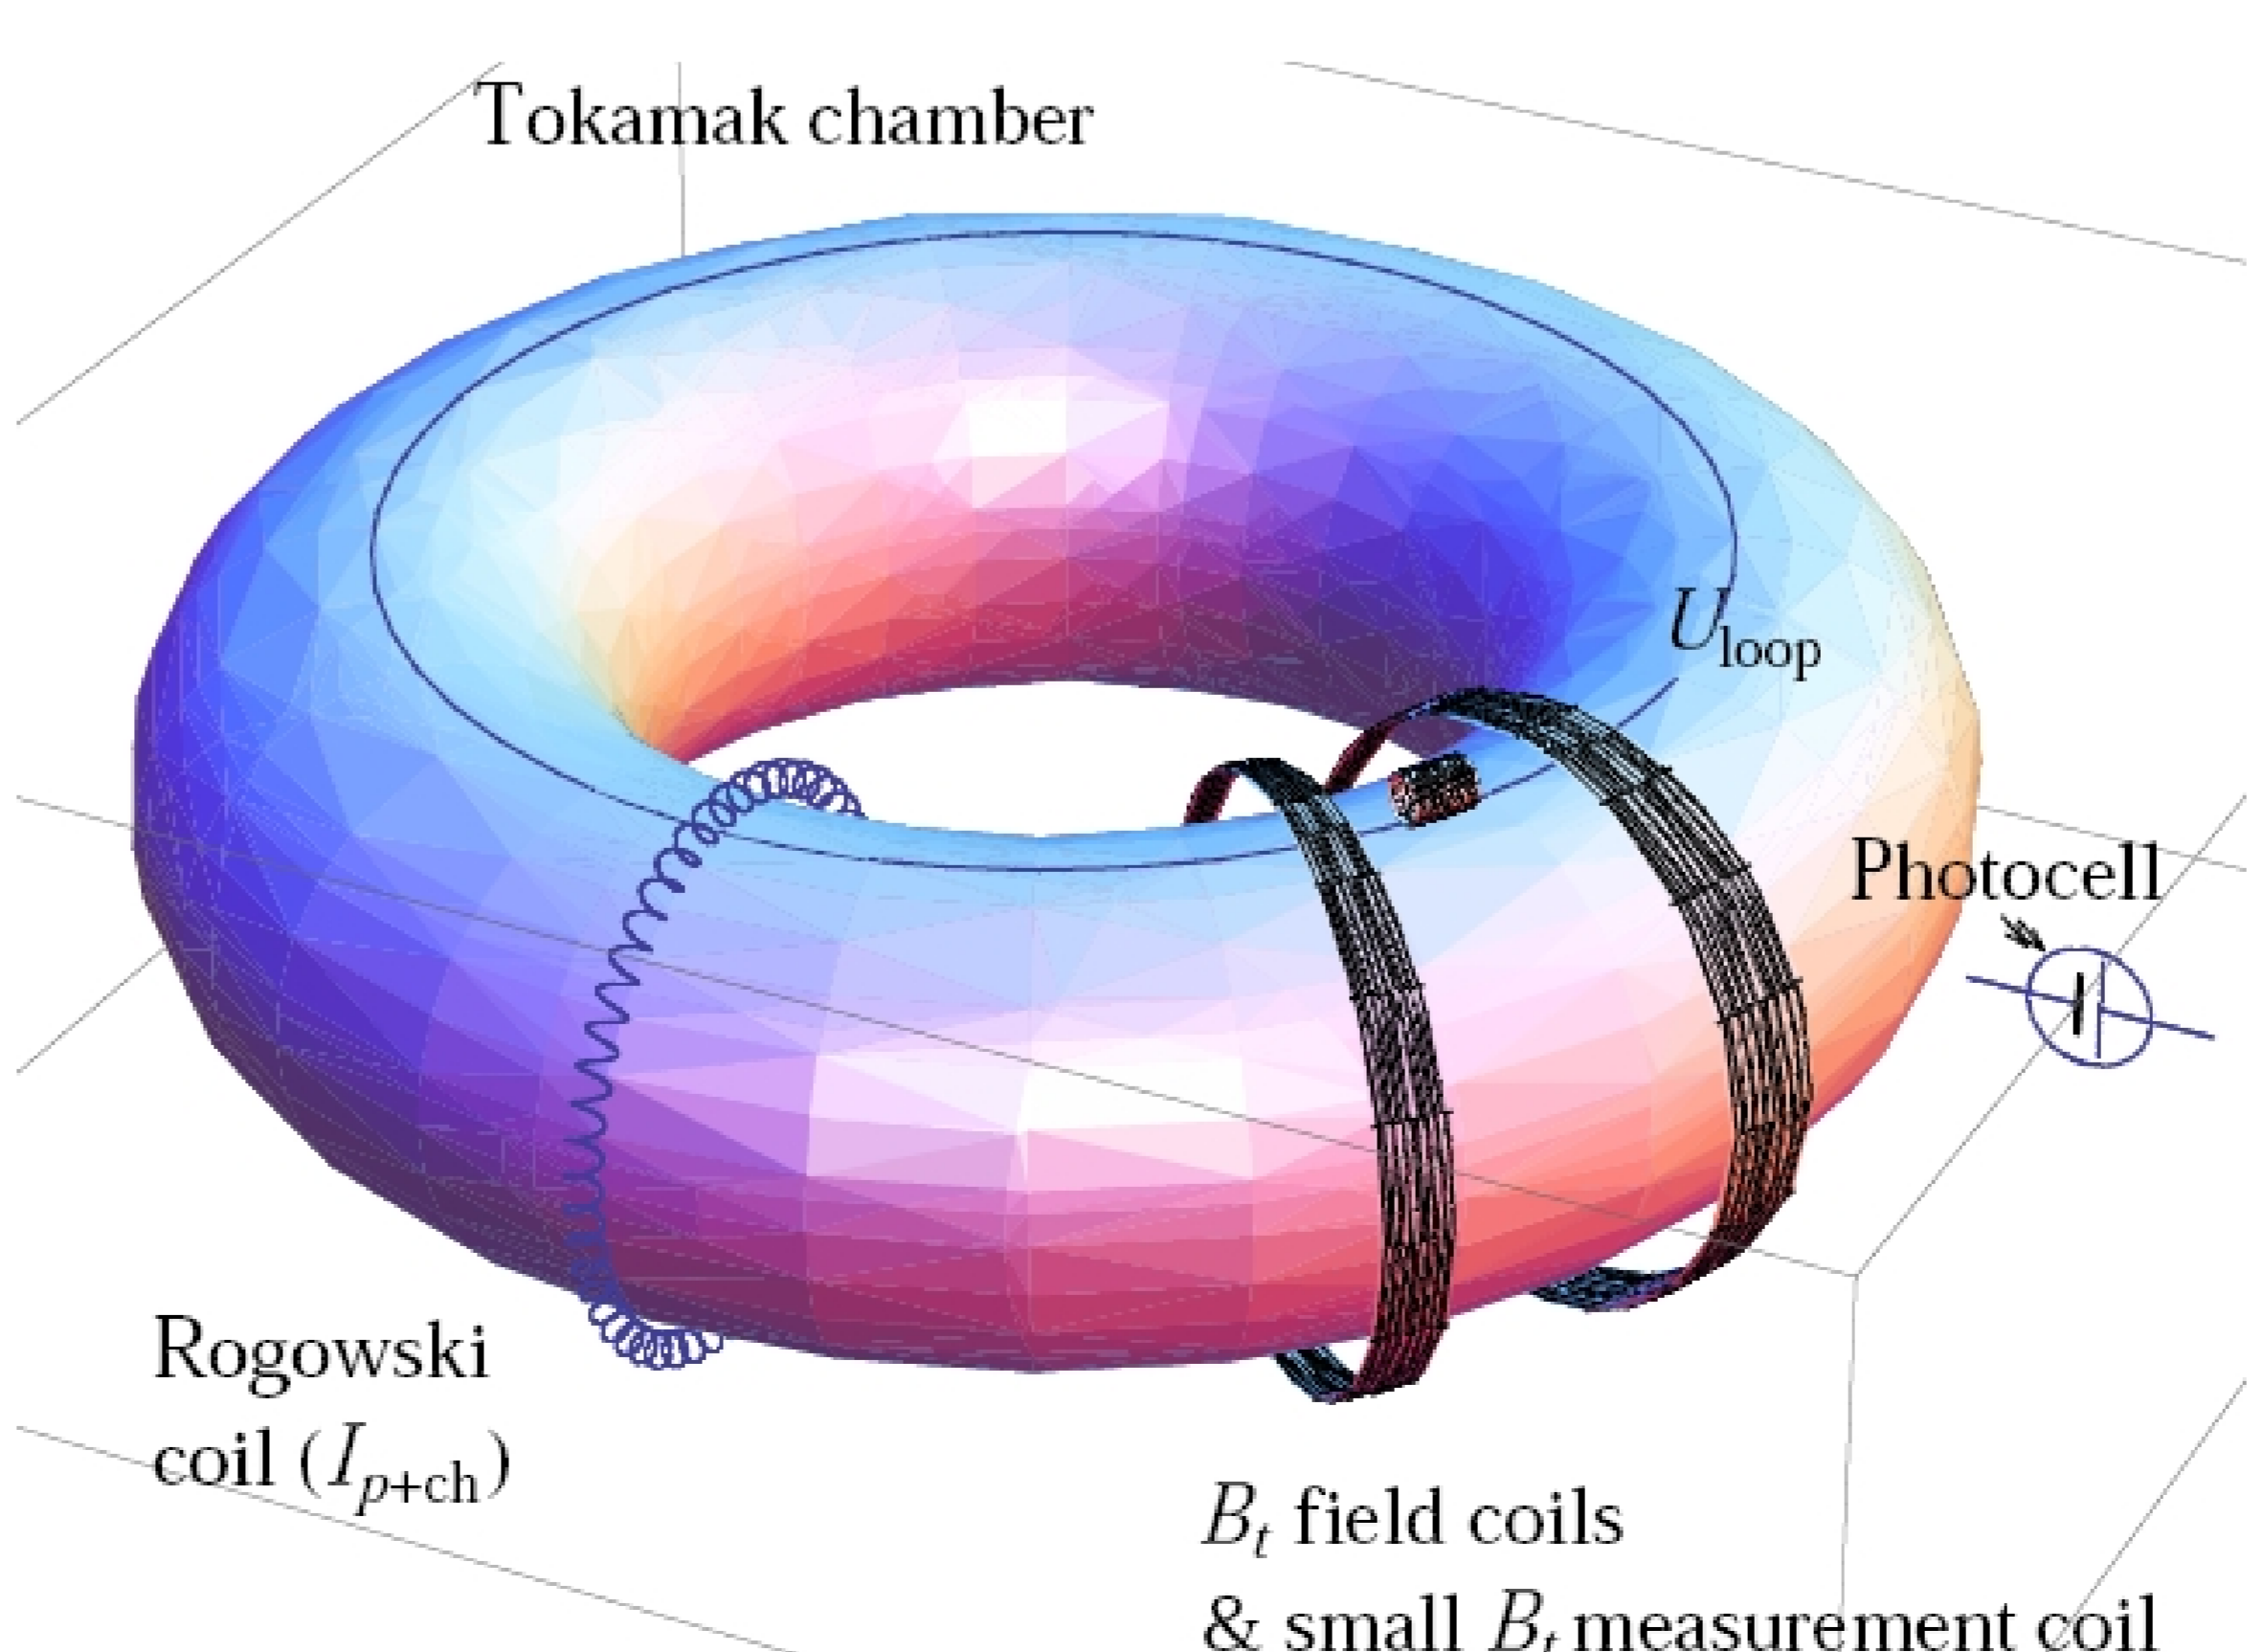 Tokamak chamber
U_loop
Photocell
Rogowski
coil (I_p+ch)
B_t field coils
& small B_t measurement coil